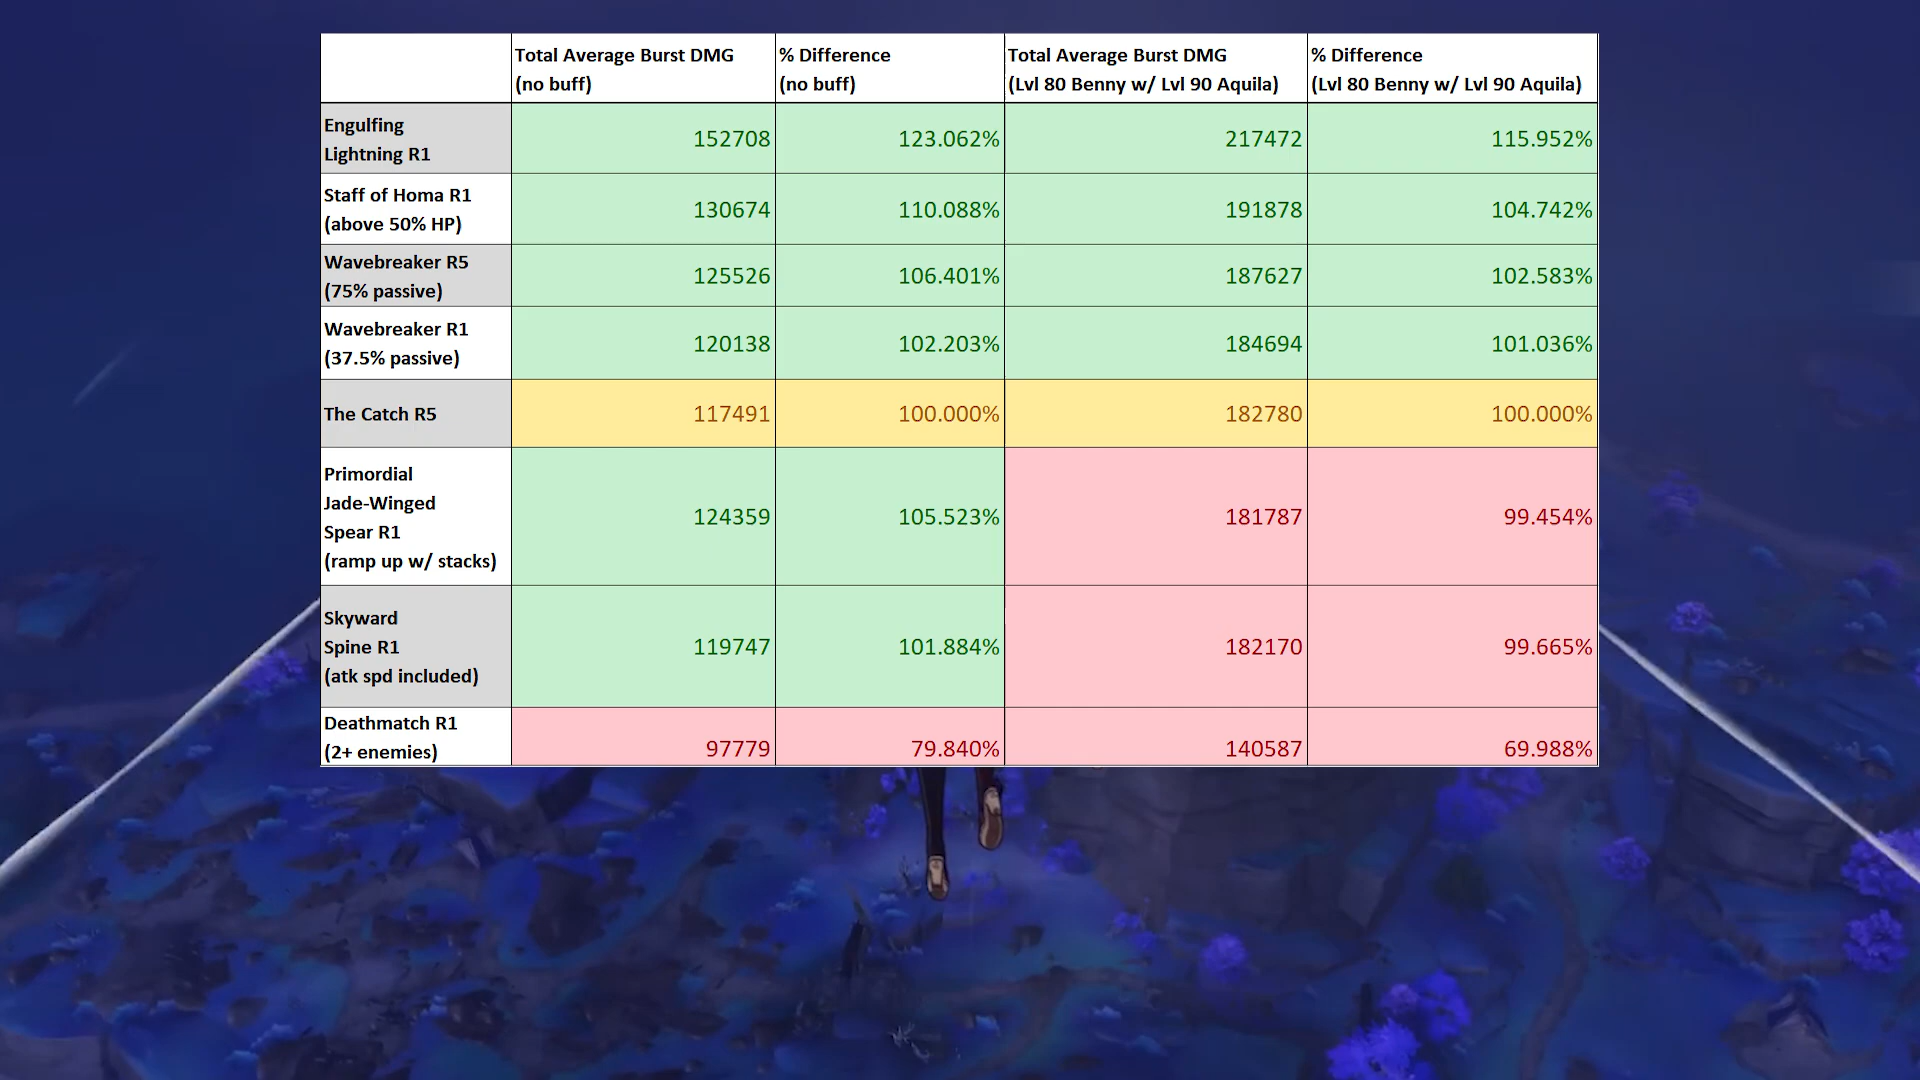 Total Average Burst DMG
(no buff)
% Difference
(no buff)
Total Average Burst DMG
(Lvl 80 Benny w/ Lvl 90 Aquila)
% Difference
(Lvl 80 Benny w/ Lvl 90 Aquila)
Engulfing
Lightning R1
152708
123.062%
217472
115.952%
Staff of Homa R1
(above 50% HP)
130674
110.088%
191878
104.742%
Wavebreaker R5
(75% passive)
125526
106.401%
187627
102.583%
Wavebreaker R1
(37.5% passive)
120138
102.203%
184694
101.036%
The Catch R5
117491
100.000%
182780
100.000%
Primordial
Jade-Winged
Spear R1
(ramp up w/ stacks)
124359
105.523%
181787
99.454%
Skyward
Spine R1
(atk spd included)
119747
101.884%
182170
99.665%
Deathmatch R1
(2+ enemies)
97779
79.840%
140587
69.988%